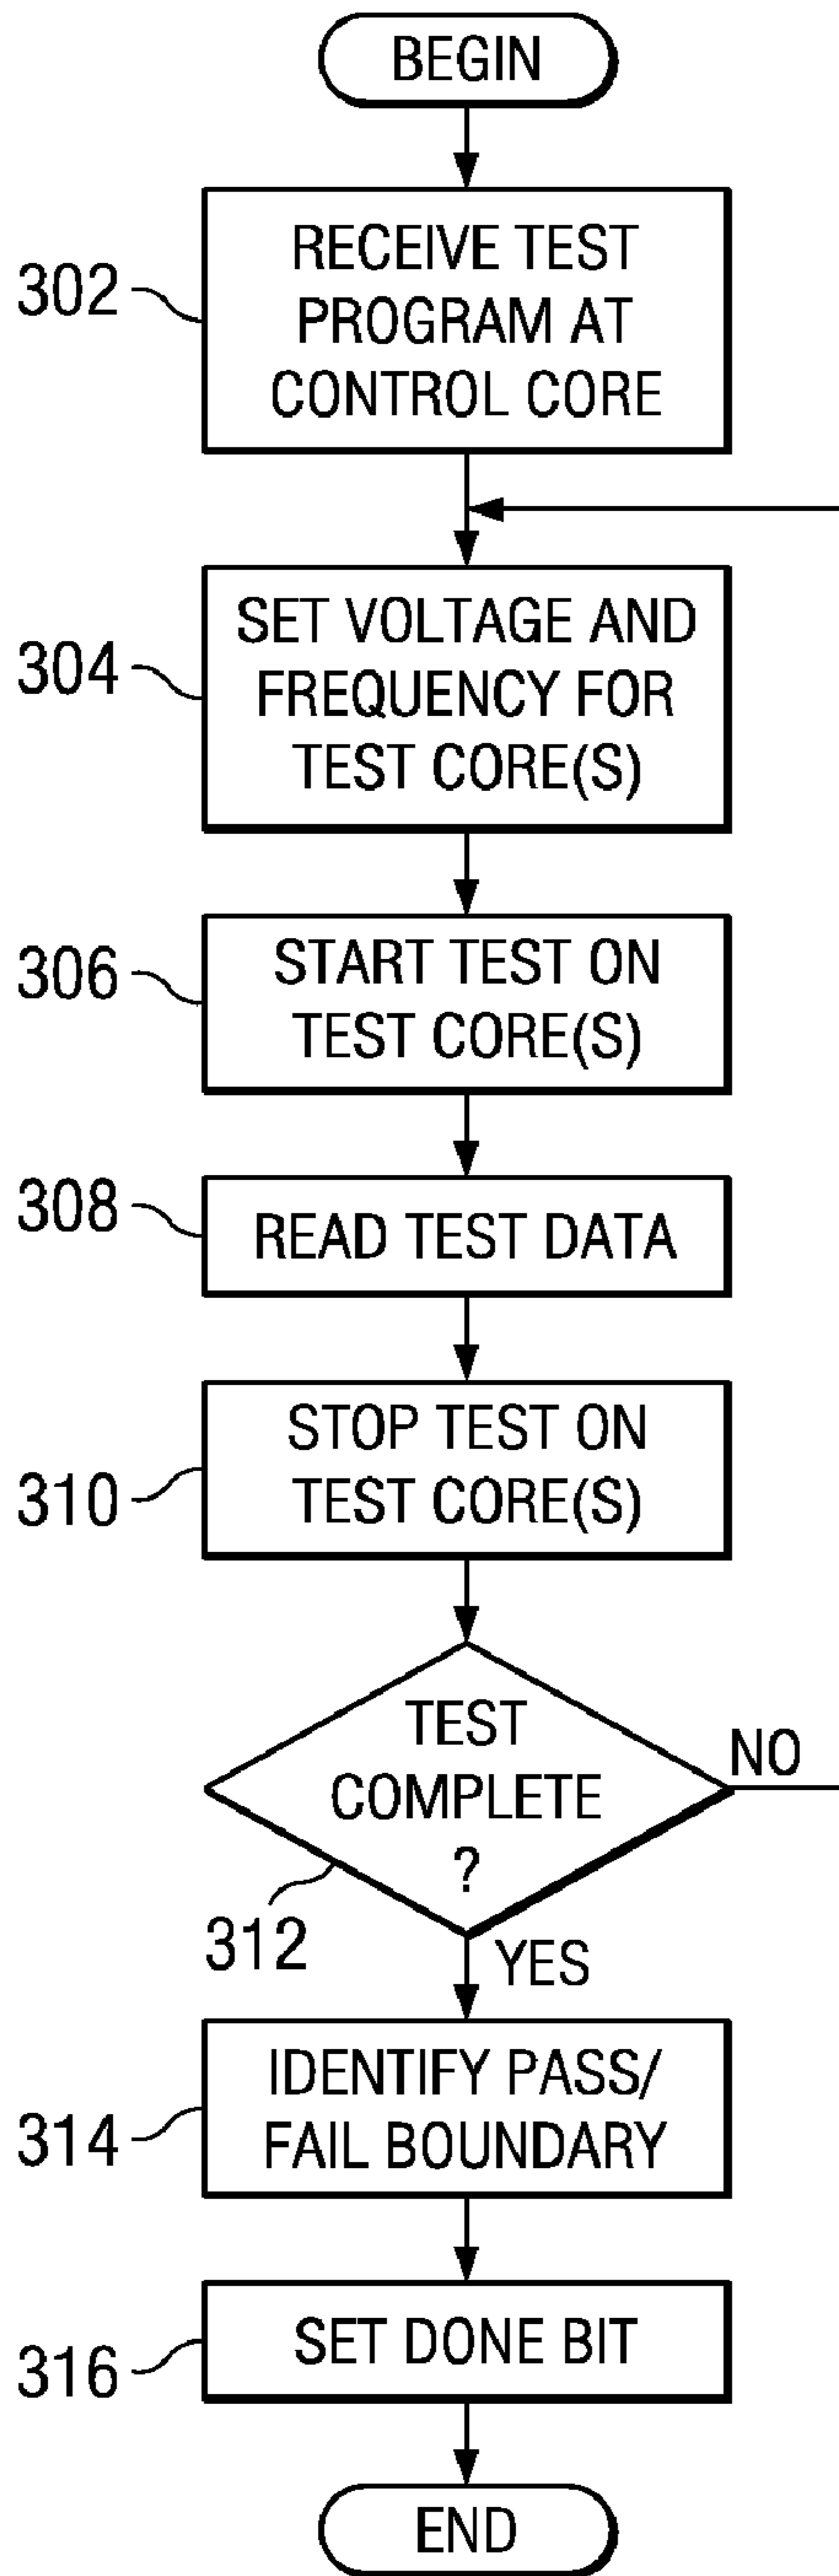 BEGIN
302
RECEIVE TEST
PROGRAM AT
CONTROL CORE
304
SET VOLTAGE AND
FREQUENCY FOR
TEST CORE(S)
306
START TEST ON
TEST CORE(S)
308
READ TEST DATA
310
STOP TEST ON
TEST CORE(S)
TEST
COMPLETE
?
NO
312
YES
314
IDENTIFY PASS/
FAIL BOUNDARY
316
SET DONE BIT
END